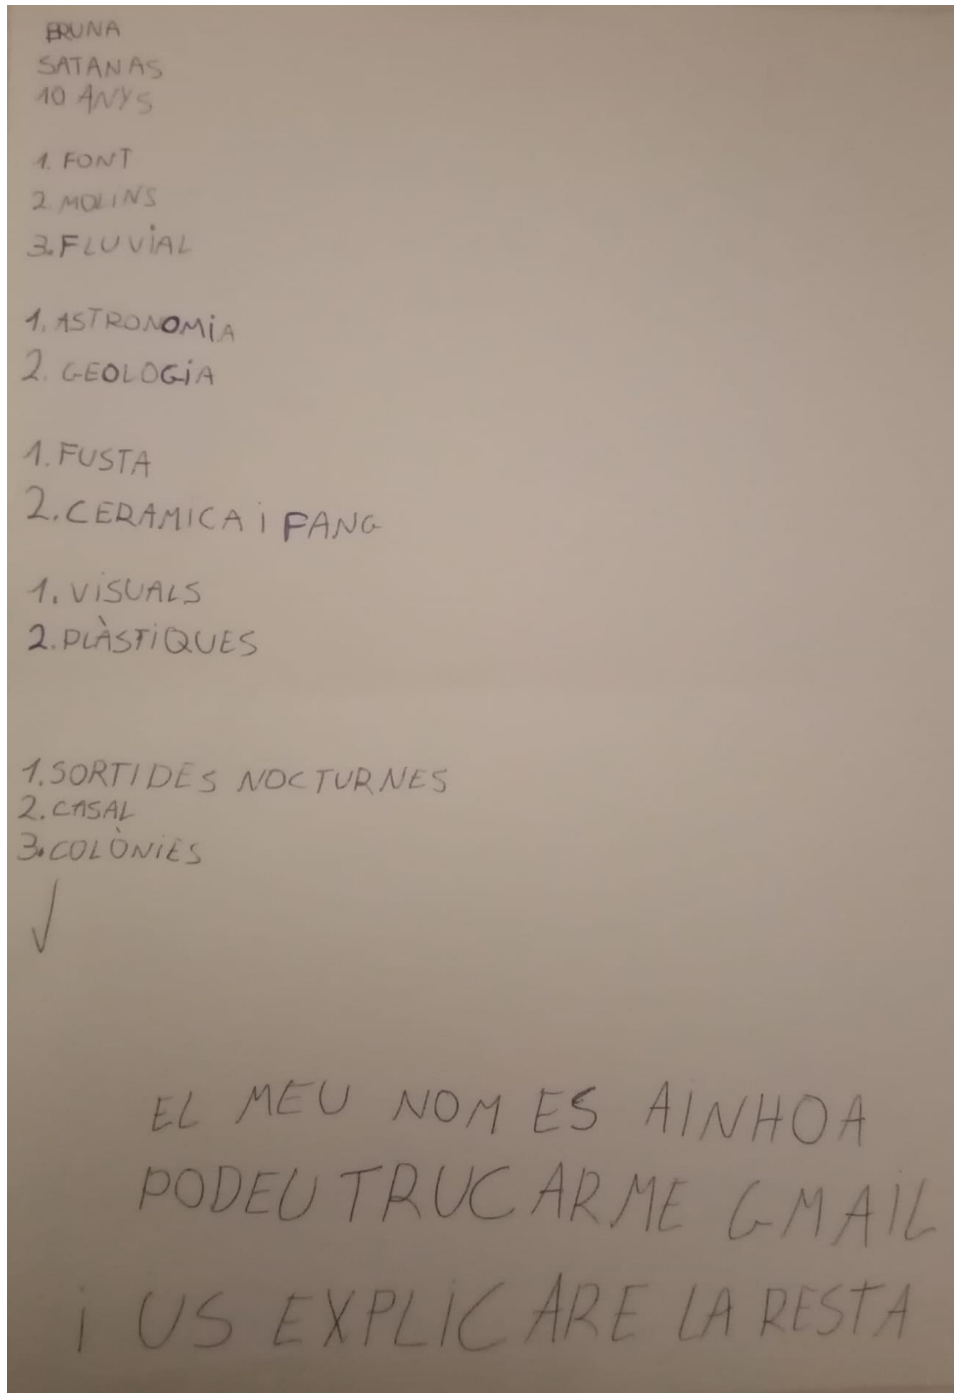 BRUNA
SATANAS
10 ANYS
1. FONT
2 MOLINS
3. FLUVIAL
1. ASTRONOMIA
2. GEOLOGIA
1. FUSTA
2. CERAMICA i FANG
1. VISUALS
2. PLÀSTIQUES
1. SORTIDES NOCTURNES
2. CASAL
3. COLÒNIES
EL MEU NOM ES AINHOA
PODEU TRUCARME GMAIL
i US EXPLICARE LA RESTA